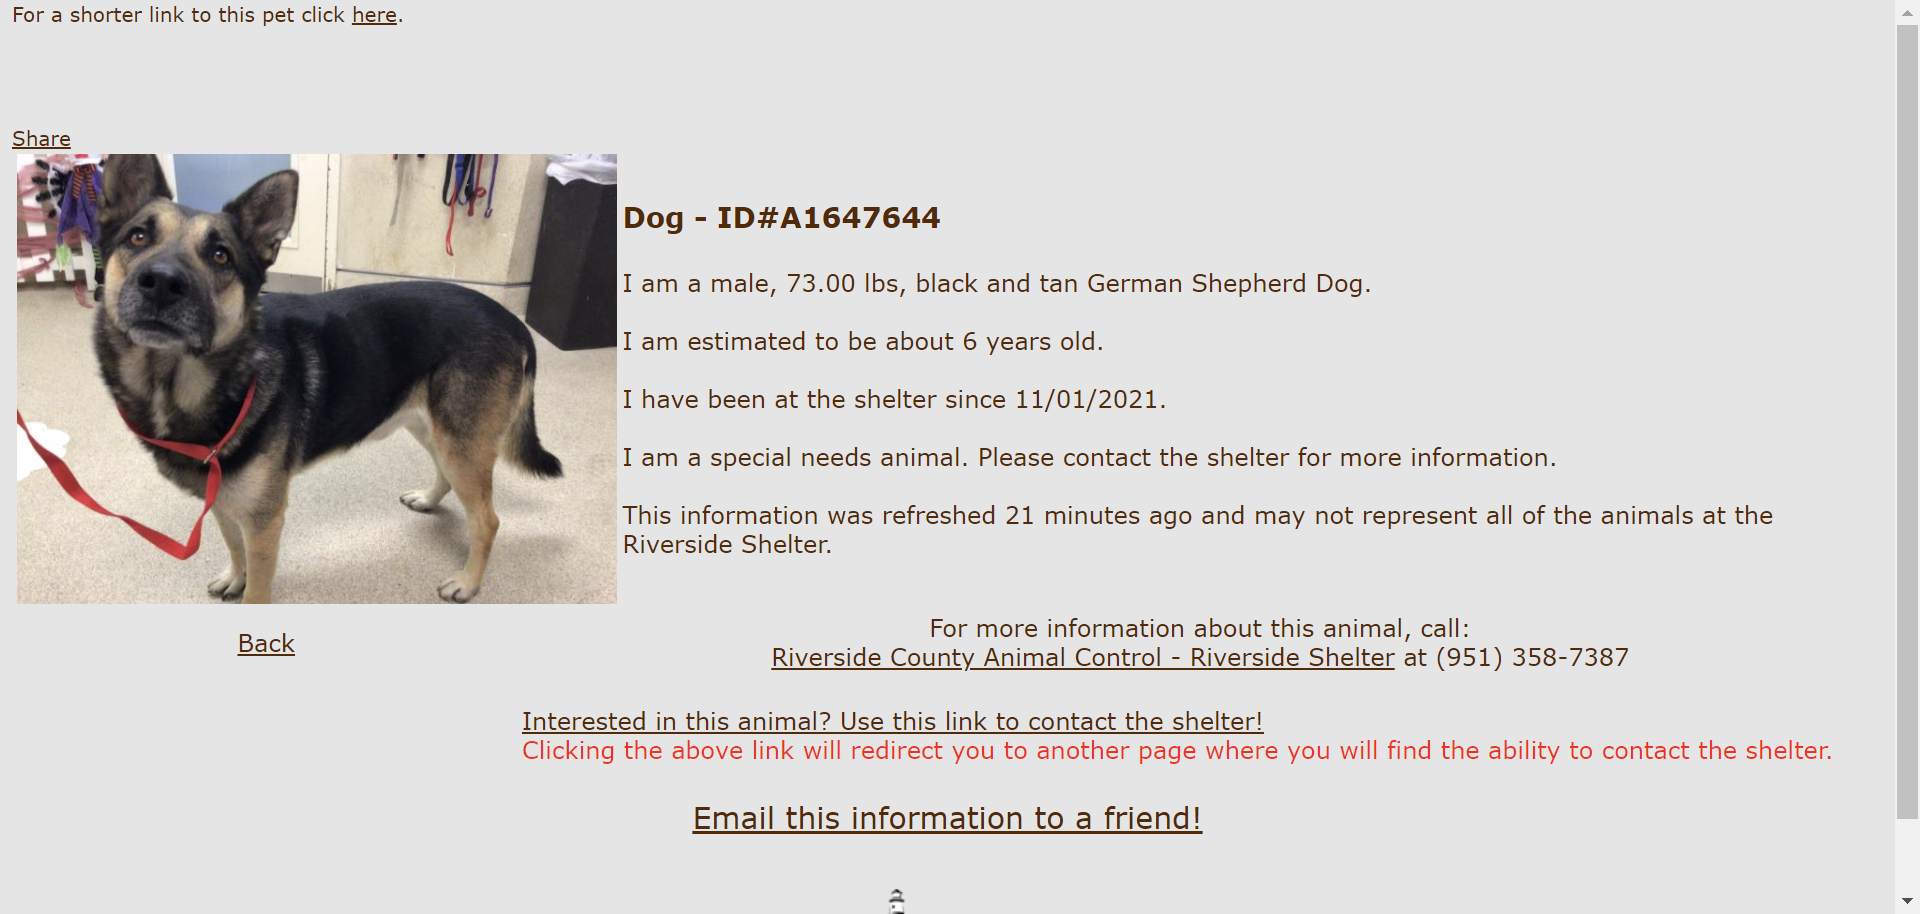 For a shorter link to this pet click here.
Share
Dog - ID#A1647644
I am a male, 73.00 lbs, black and tan German Shepherd Dog.
I am estimated to be about 6 years old.
I have been at the shelter since 11/01/2021.
I am a special needs animal. Please contact the shelter for more information.
This information was refreshed 21 minutes ago and may not represent all of the animals at the
Riverside Shelter.
Back
For more information about this animal, call:
Riverside County Animal Control - Riverside Shelter at (951) 358-7387
Interested in this animal? Use this link to contact the shelter!
Clicking the above link will redirect you to another page where you will find the ability to contact the shelter.
Email this information to a friend!